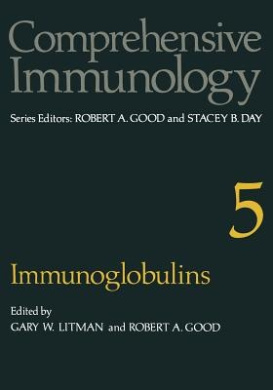 Comprehensive
Immunology
Series Editors: ROBERT A. GOOD and STACEY B. DAY
5
Immunoglobulins
Edited by
GARY W. LITMAN and ROBERT A. GOOD